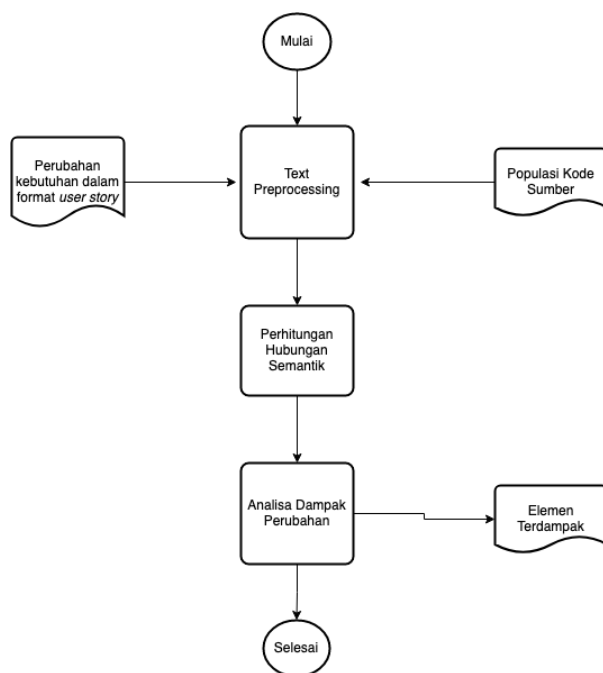 Mulai
Perubahan
kebutuhan dalam
format user story
Text
Preprocessing
Populasi Kode
Sumber
Perhitungan
Hubungan
Semantik
Analisa Dampak
Perubahan
Elemen
Terdampak
Selesai